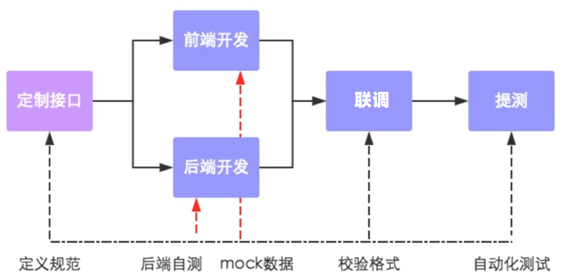 前端开发
定制接口
联调
提测
后端开发
定义规范
后端自测
mock数据
校验格式
自动化测试